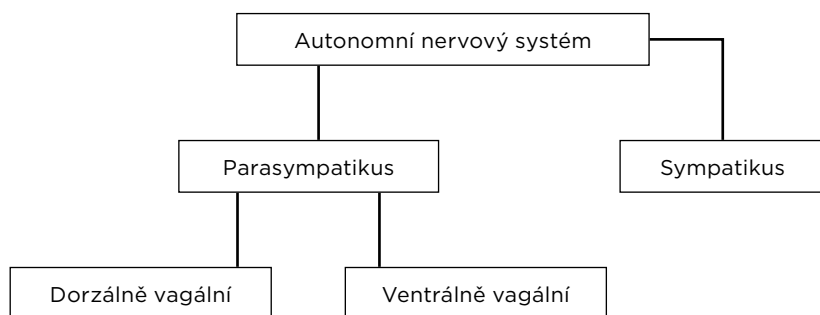 Autonomní nervový systém
Parasympatikus
Sympatikus
Dorzálně vagální
Ventrálně vagální